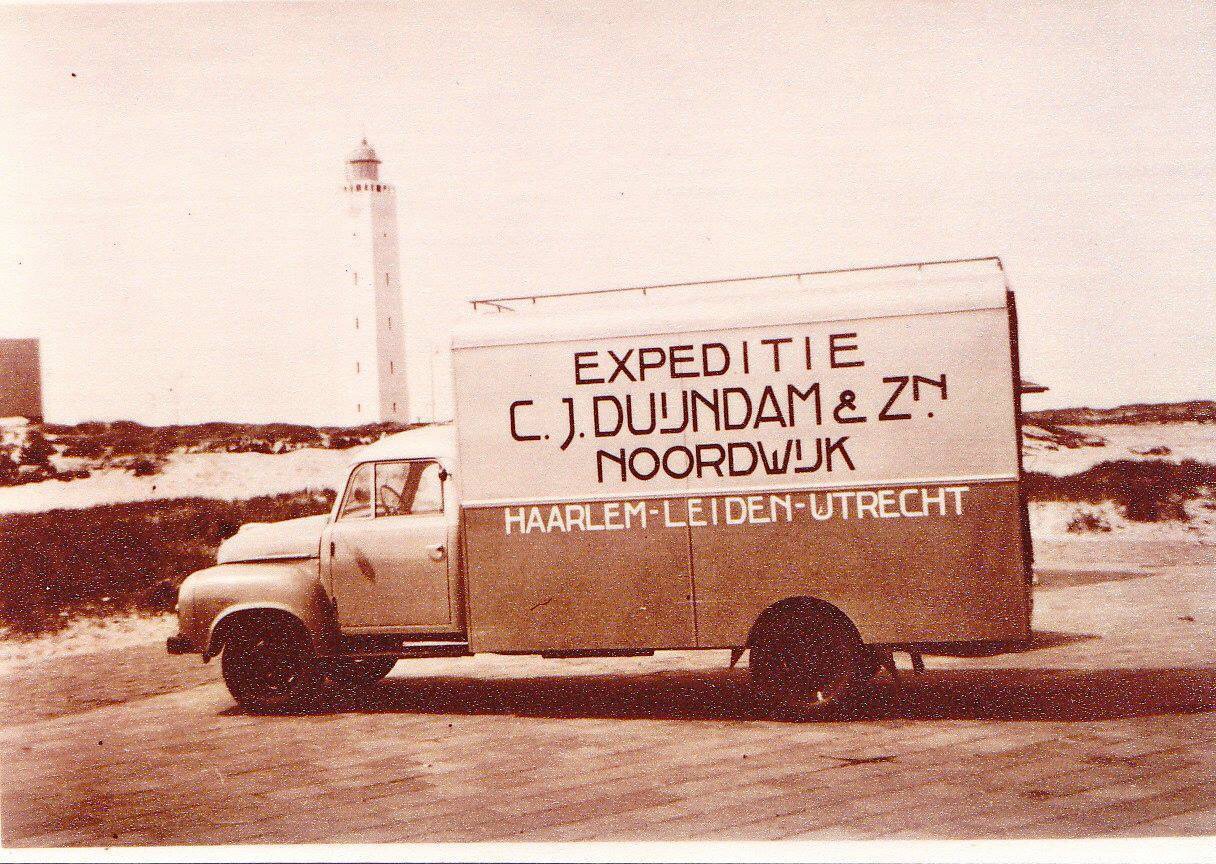 EXPEDITIE
C. J. DUIJNDAM & ZN.
NOORDWIJK
HAARLEM-LEIDEN-UTRECHT